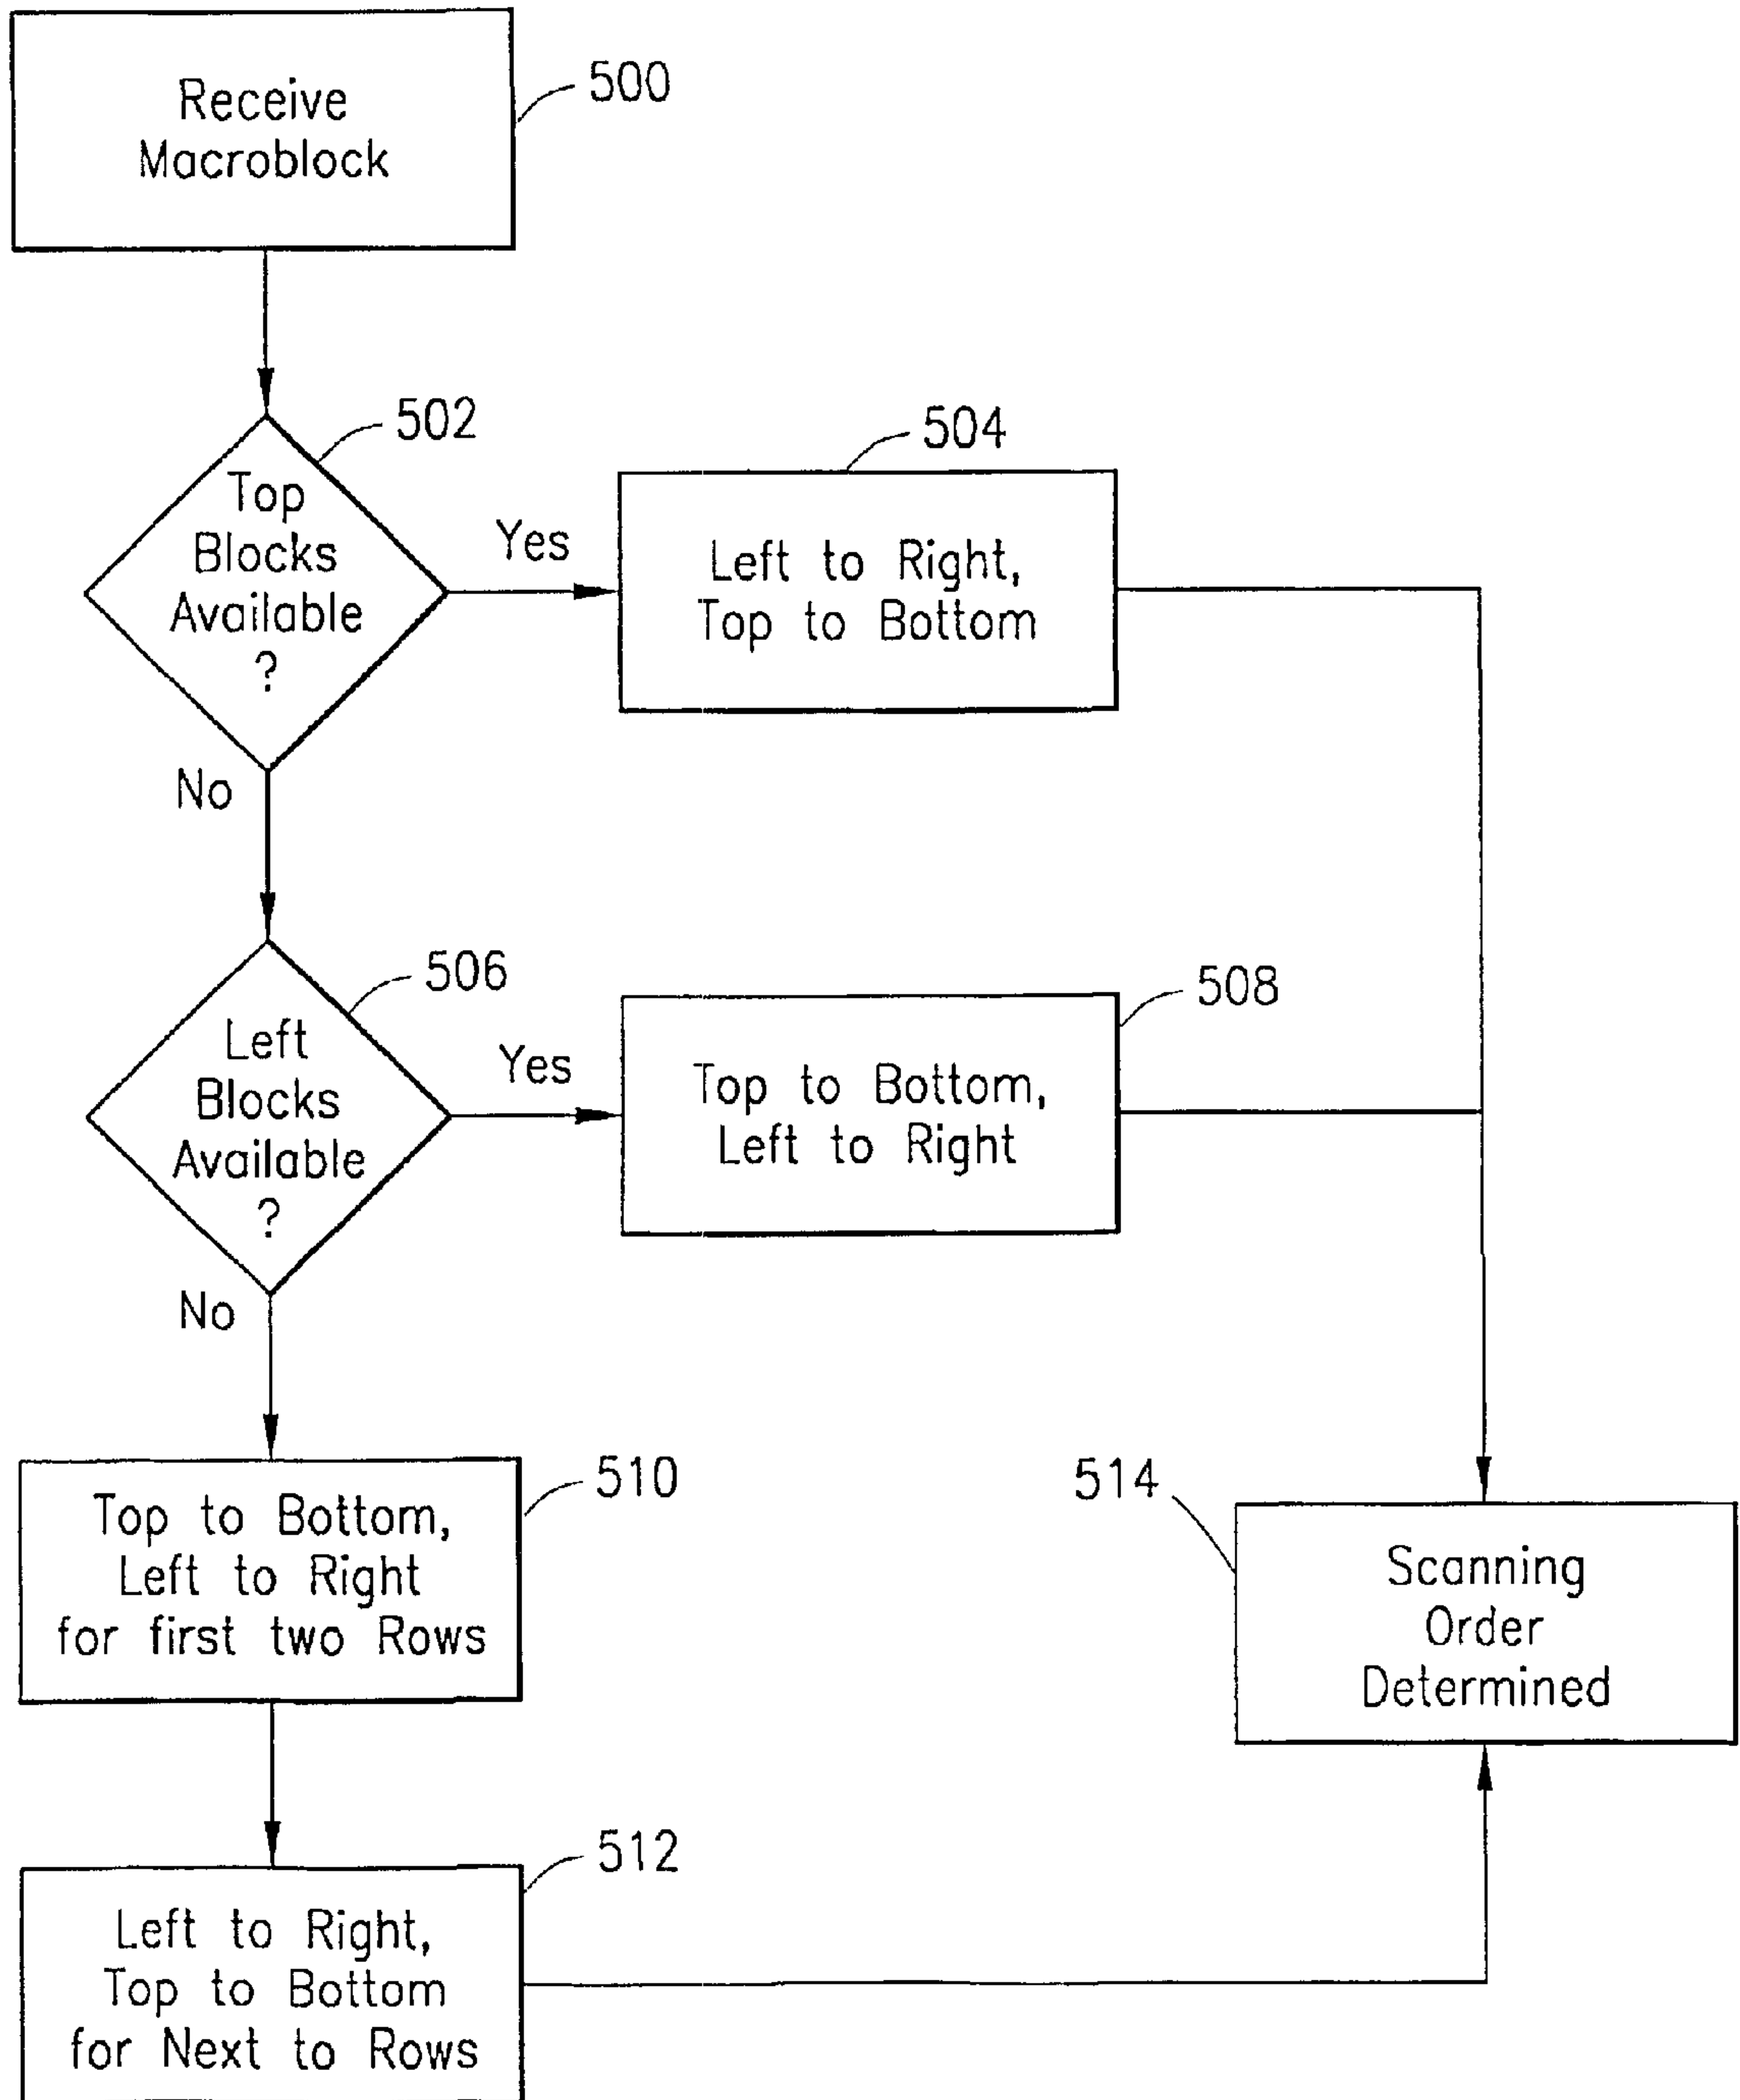 Receive
Macroblock
500
502
Top
Blocks
Available
?
Yes
504
Left to Right,
Top to Bottom
No
506
Left
Blocks
Available
?
Yes
508
Top to Bottom,
Left to Right
No
510
Top to Bottom,
Left to Right
for first two Rows
514
Scanning
Order
Determined
512
Left to Right,
Top to Bottom
for Next to Rows